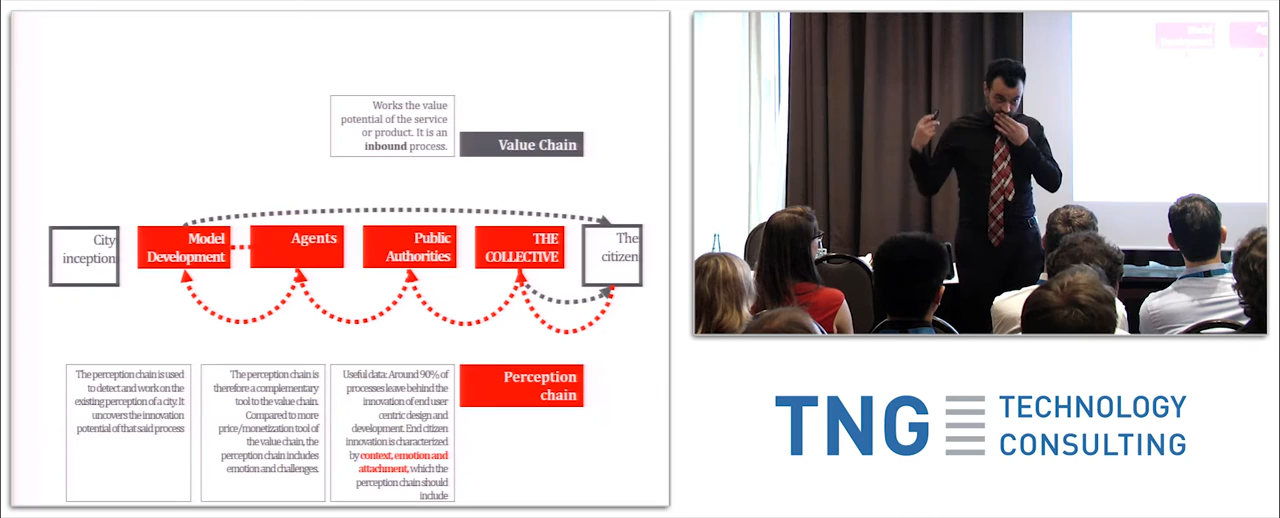 Works the value
potential of the service
or product. It is an
inbound process.
Value Chain
City
inception
Model
Development
Agents
Public
Authorities
THE
COLLECTIVE
The
citizen
The perception chain is used
to detect and work on the
existing perception of a city. It
uncovers the innovation
potential of that said process
The perception chain is
therefore a complementary
tool to the value chain.
Compared to more
price/monetization tool of
the value chain, the
perception chain includes
emotion and challenges.
Useful data: Around 90% of
processes leave behind the
innovation of end user
centric design and
development. End citizen
innovation is characterized
by context, emotion and
attachment, which the
perception chain should
include
Perception
chain
TNG TECHNOLOGY
CONSULTING